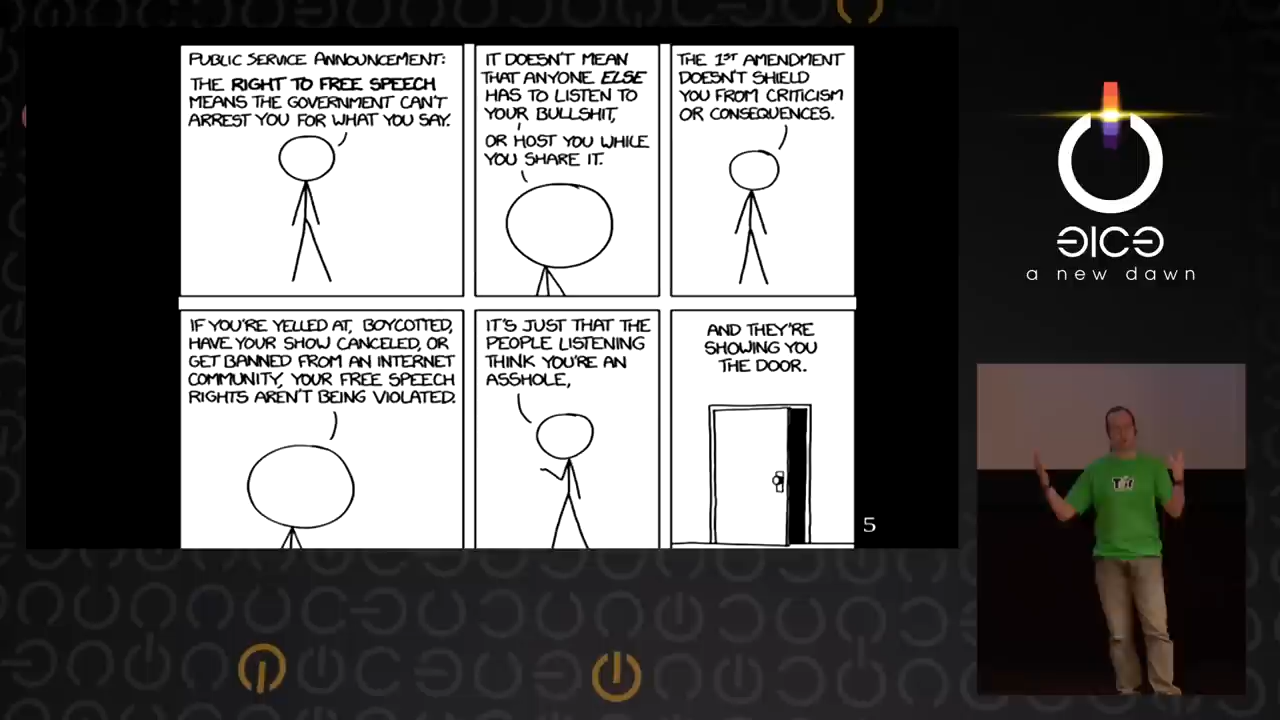 PUBLIC SERVICE ANNOUNCEMENT:
THE RIGHT TO FREE SPEECH
MEANS THE GOVERNMENT CAN'T
ARREST YOU FOR WHAT YOU SAY.
IT DOESN'T MEAN
THAT ANYONE ELSE
HAS TO LISTEN TO
YOUR BULLSHIT,
OR HOST YOU WHILE
YOU SHARE IT.
THE 1ST AMENDMENT
DOESN'T SHIELD
YOU FROM CRITICISM
OR CONSEQUENCES.
IF YOU'RE YELLED AT, BOYCOTTED,
HAVE YOUR SHOW CANCELED, OR
GET BANNED FROM AN INTERNET
COMMUNITY, YOUR FREE SPEECH
RIGHTS AREN'T BEING VIOLATED.
IT'S JUST THAT THE
PEOPLE LISTENING
THINK YOU'RE AN
ASSHOLE,
AND THEY'RE
SHOWING YOU
THE DOOR.
5
a new dawn